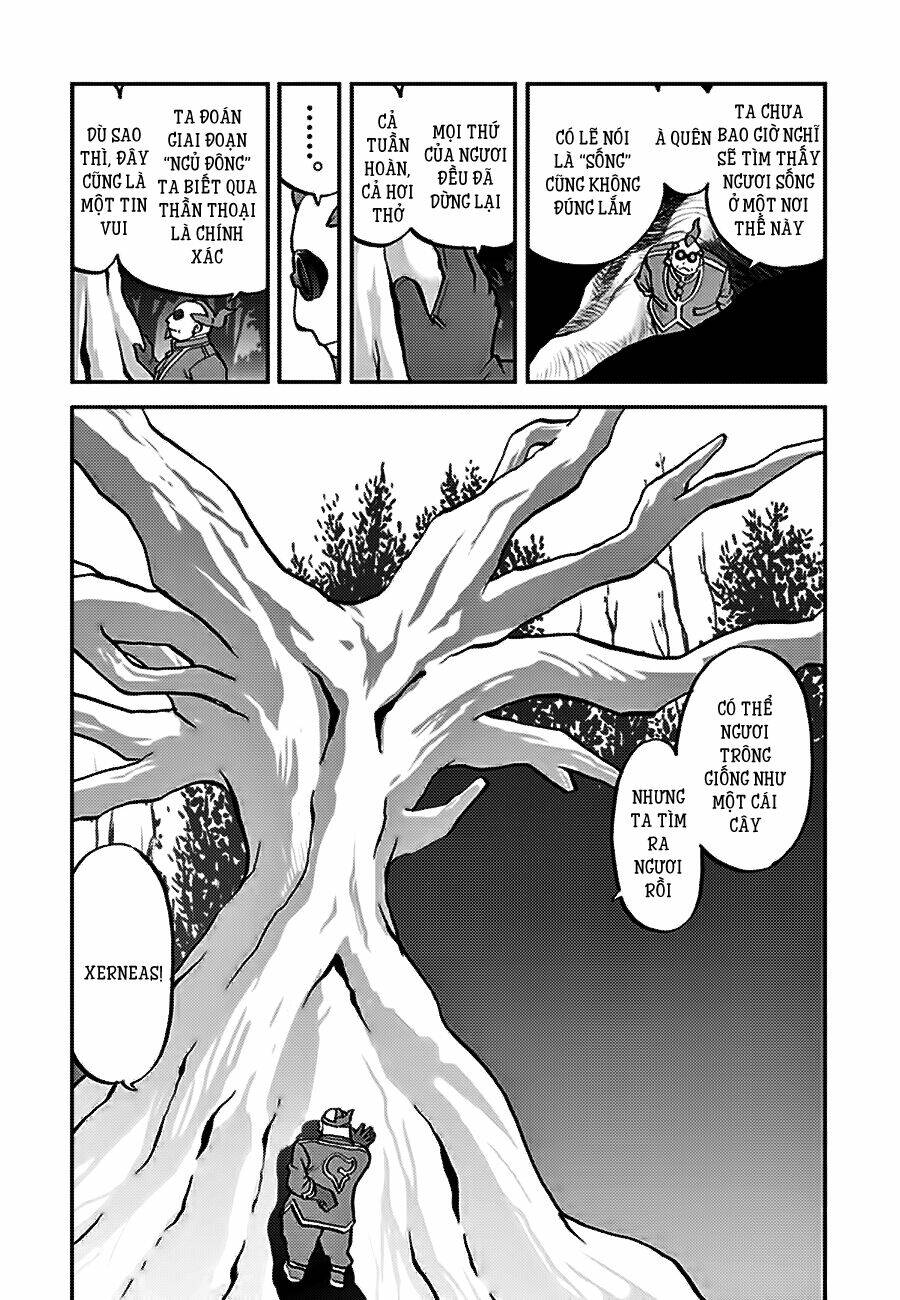 TA CHƯA
BAO GIỜ NGHĨ
SẼ TÌM THẤY
NGƯƠI SỐNG
Ở MỘT NƠI
THẾ NÀY
À QUÊN
CÓ LẼ NÓI
LÀ "SỐNG"
CŨNG KHÔNG
ĐÚNG LẮM
MỌI THỨ
CỦA NGƯƠI
ĐỀU ĐÃ
DỪNG LẠI
CẢ
TUẦN
HOÀN,
CẢ HƠI
THỞ
.......
TA ĐOÁN
GIAI ĐOẠN
"NGỦ ĐÔNG"
TA BIẾT QUA
THẦN THOẠI
LÀ CHÍNH
XÁC
DÙ SAO
THÌ, ĐÂY
CŨNG LÀ
MỘT TIN
VUI
CÓ THỂ
NGƯƠI
TRÔNG
GIỐNG NHƯ
MỘT CÁI
CÂY
NHƯNG
TA TÌM
RA
NGƯƠI
RỒI
XERNEAS!